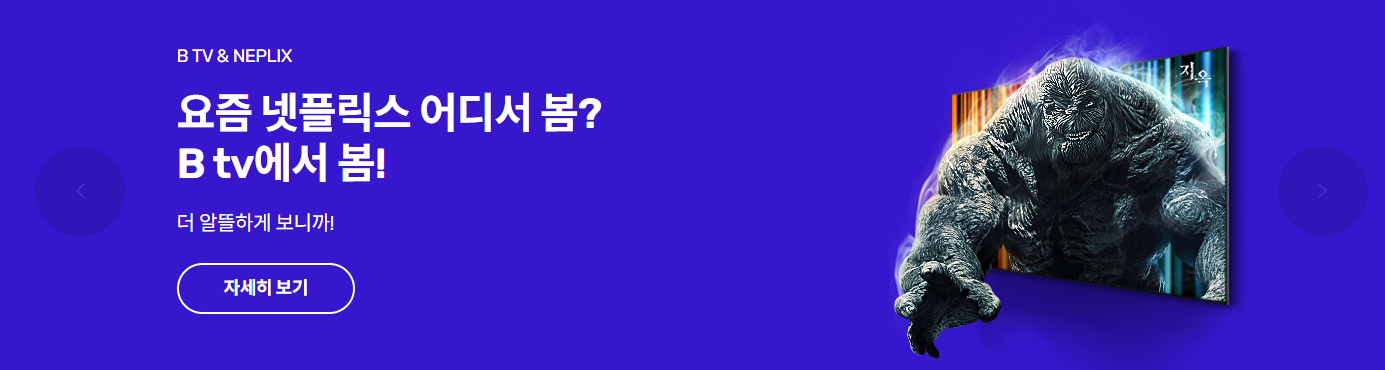 B TV & NEPLIX
요즘 넷플릭스 어디서 봄?
B tv에서 봄!
더 알뜰하게 보니까!
자세히 보기
지옥